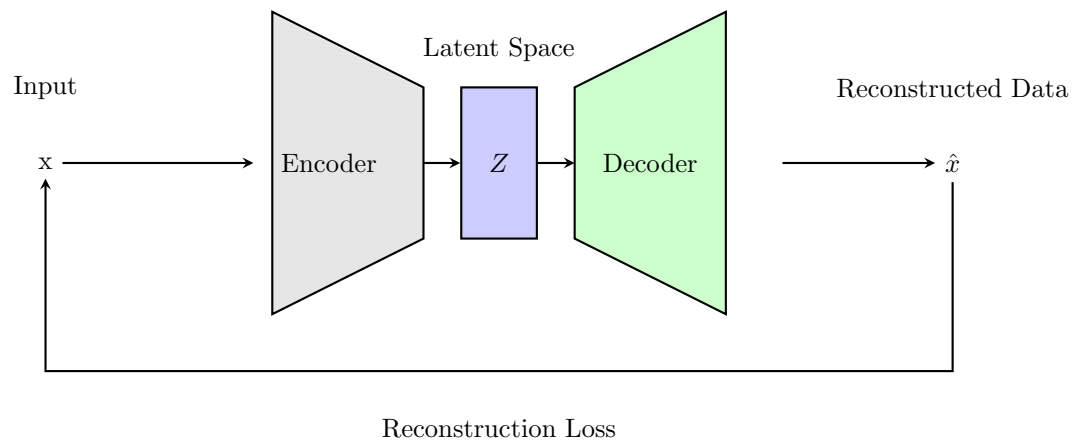 Latent Space
Input
Reconstructed Data
x
Encoder
Z
Decoder
x̂
Reconstruction Loss